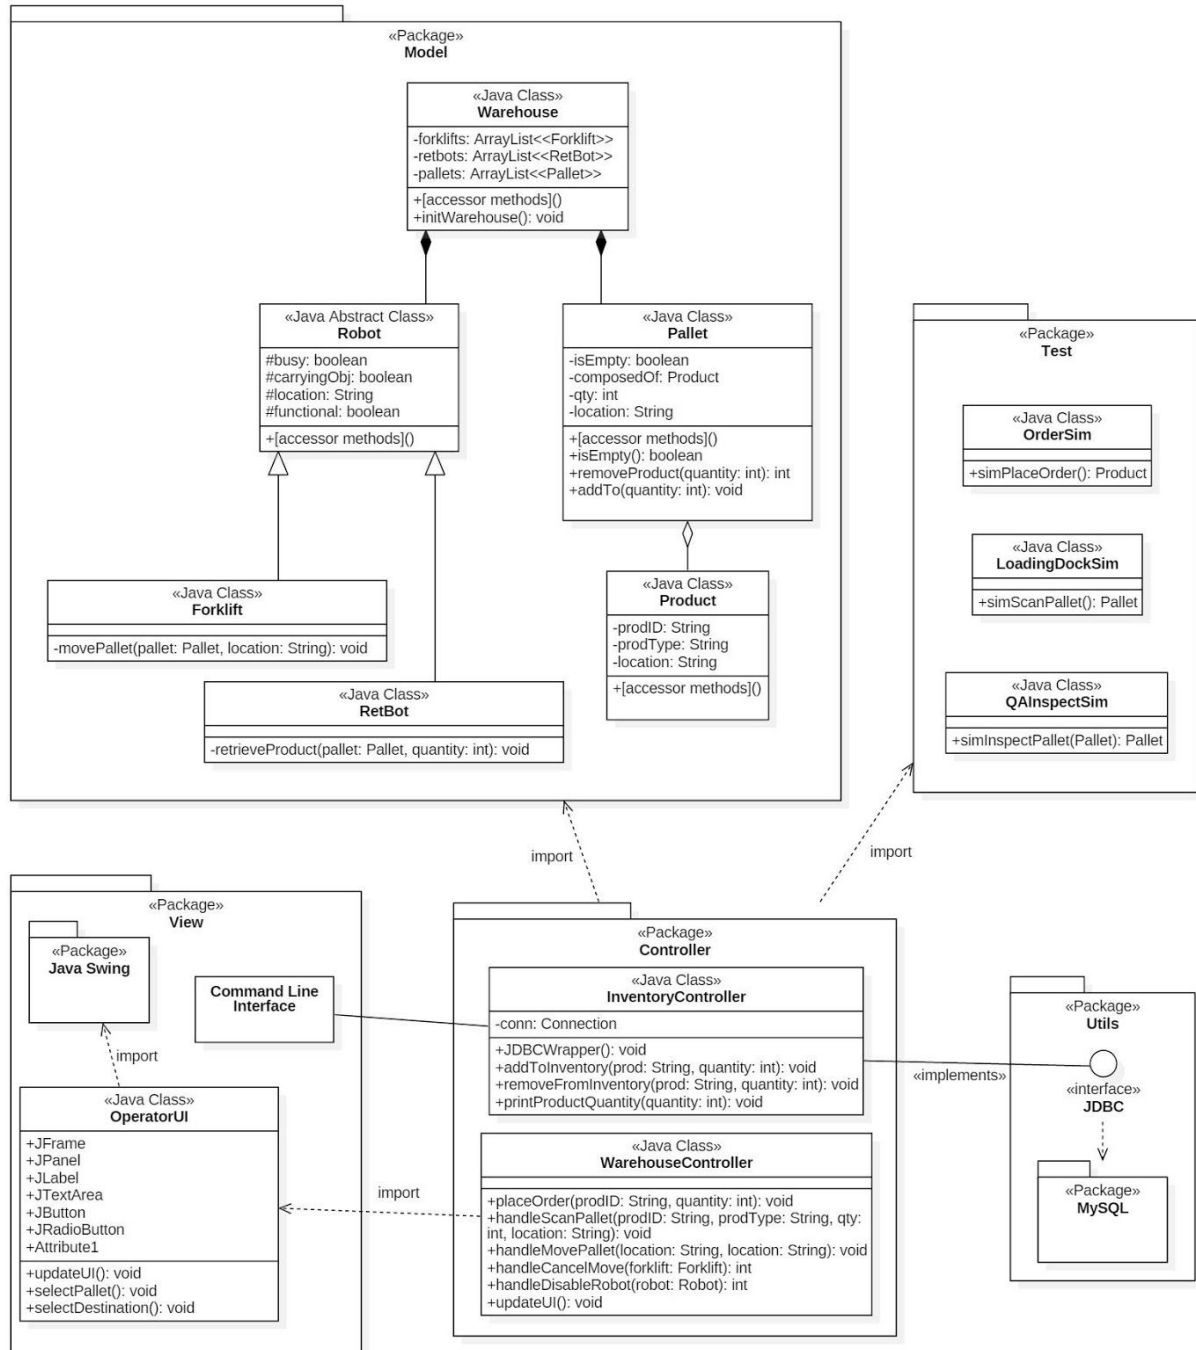 «Package»
Model
«Java Class»
Warehouse
-forklifts: ArrayList<<Forklift>>
-retbots: ArrayList<<RetBot>>
-pallets: ArrayList<<Pallet>>
+[accessor methods]()
+initWarehouse(): void
«Java Abstract Class»
Robot
#busy: boolean
#carryingObj: boolean
#location: String
#functional: boolean
+[accessor methods]()
«Java Class»
Pallet
-isEmpty: boolean
-composedOf: Product
-qty: int
-location: String
+[accessor methods]()
+isEmpty(): boolean
+removeProduct(quantity: int): int
+addTo(quantity: int): void
«Java Class»
Forklift
-movePallet(pallet: Pallet, location: String): void
«Java Class»
RetBot
-retrieveProduct(pallet: Pallet, quantity: int): void
«Java Class»
Product
-prodID: String
-prodType: String
-location: String
+[accessor methods]()
«Package»
Test
«Java Class»
OrderSim
+simPlaceOrder(): Product
«Java Class»
LoadingDockSim
+simScanPallet(): Pallet
«Java Class»
QAInspectSim
+simInspectPallet(Pallet): Pallet
import
import
«Package»
View
«Package»
Java Swing
Command Line
Interface
import
«Java Class»
OperatorUI
+JFrame
+JPanel
+JLabel
+JTextArea
+JButton
+JRadioButton
+Attribute1
+updateUI(): void
+selectPallet(): void
+selectDestination(): void
import
«Package»
Controller
«Java Class»
InventoryController
-conn: Connection
+JDBCWrapper(): void
+addToInventory(prod: String, quantity: int): void
+removeFromInventory(prod: String, quantity: int): void
+printProductQuantity(quantity: int): void
«Java Class»
WarehouseController
+placeOrder(prodID: String, quantity: int): void
+handleScanPallet(prodID: String, prodType: String, qty:
int, location: String): void
+handleMovePallet(location: String, location: String): void
+handleCancelMove(forklift: Forklift): int
+handleDisableRobot(robot: Robot): int
+updateUI(): void
«implements»
«Package»
Utils
«interface»
JDBC
«Package»
MySQL